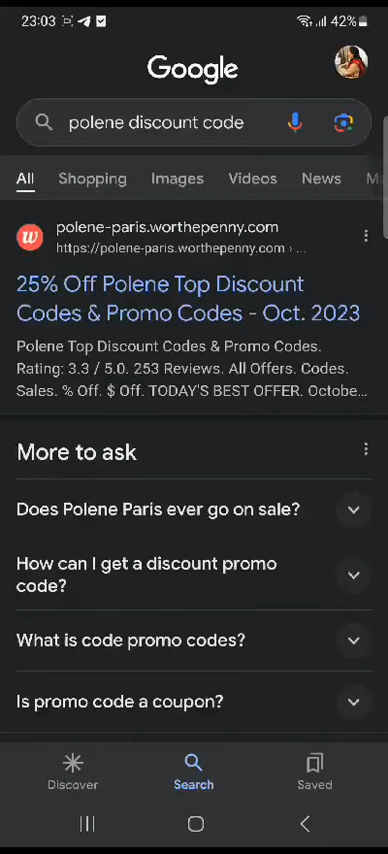 23:03
42%
Google
polene discount code
All Shopping Images Videos News
w polene-paris.worthepenny.com
https://polene-paris.worthepenny.com › ...
25% Off Polene Top Discount
Codes & Promo Codes - Oct. 2023
Polene Top Discount Codes & Promo Codes.
Rating: 3.3 / 5.0. 253 Reviews. All Offers. Codes.
Sales. % Off. $ Off. TODAY'S BEST OFFER. Octobe...
More to ask
Does Polene Paris ever go on sale?
How can I get a discount promo
code?
What is code promo codes?
Is promo code a coupon?
Discover Search Saved